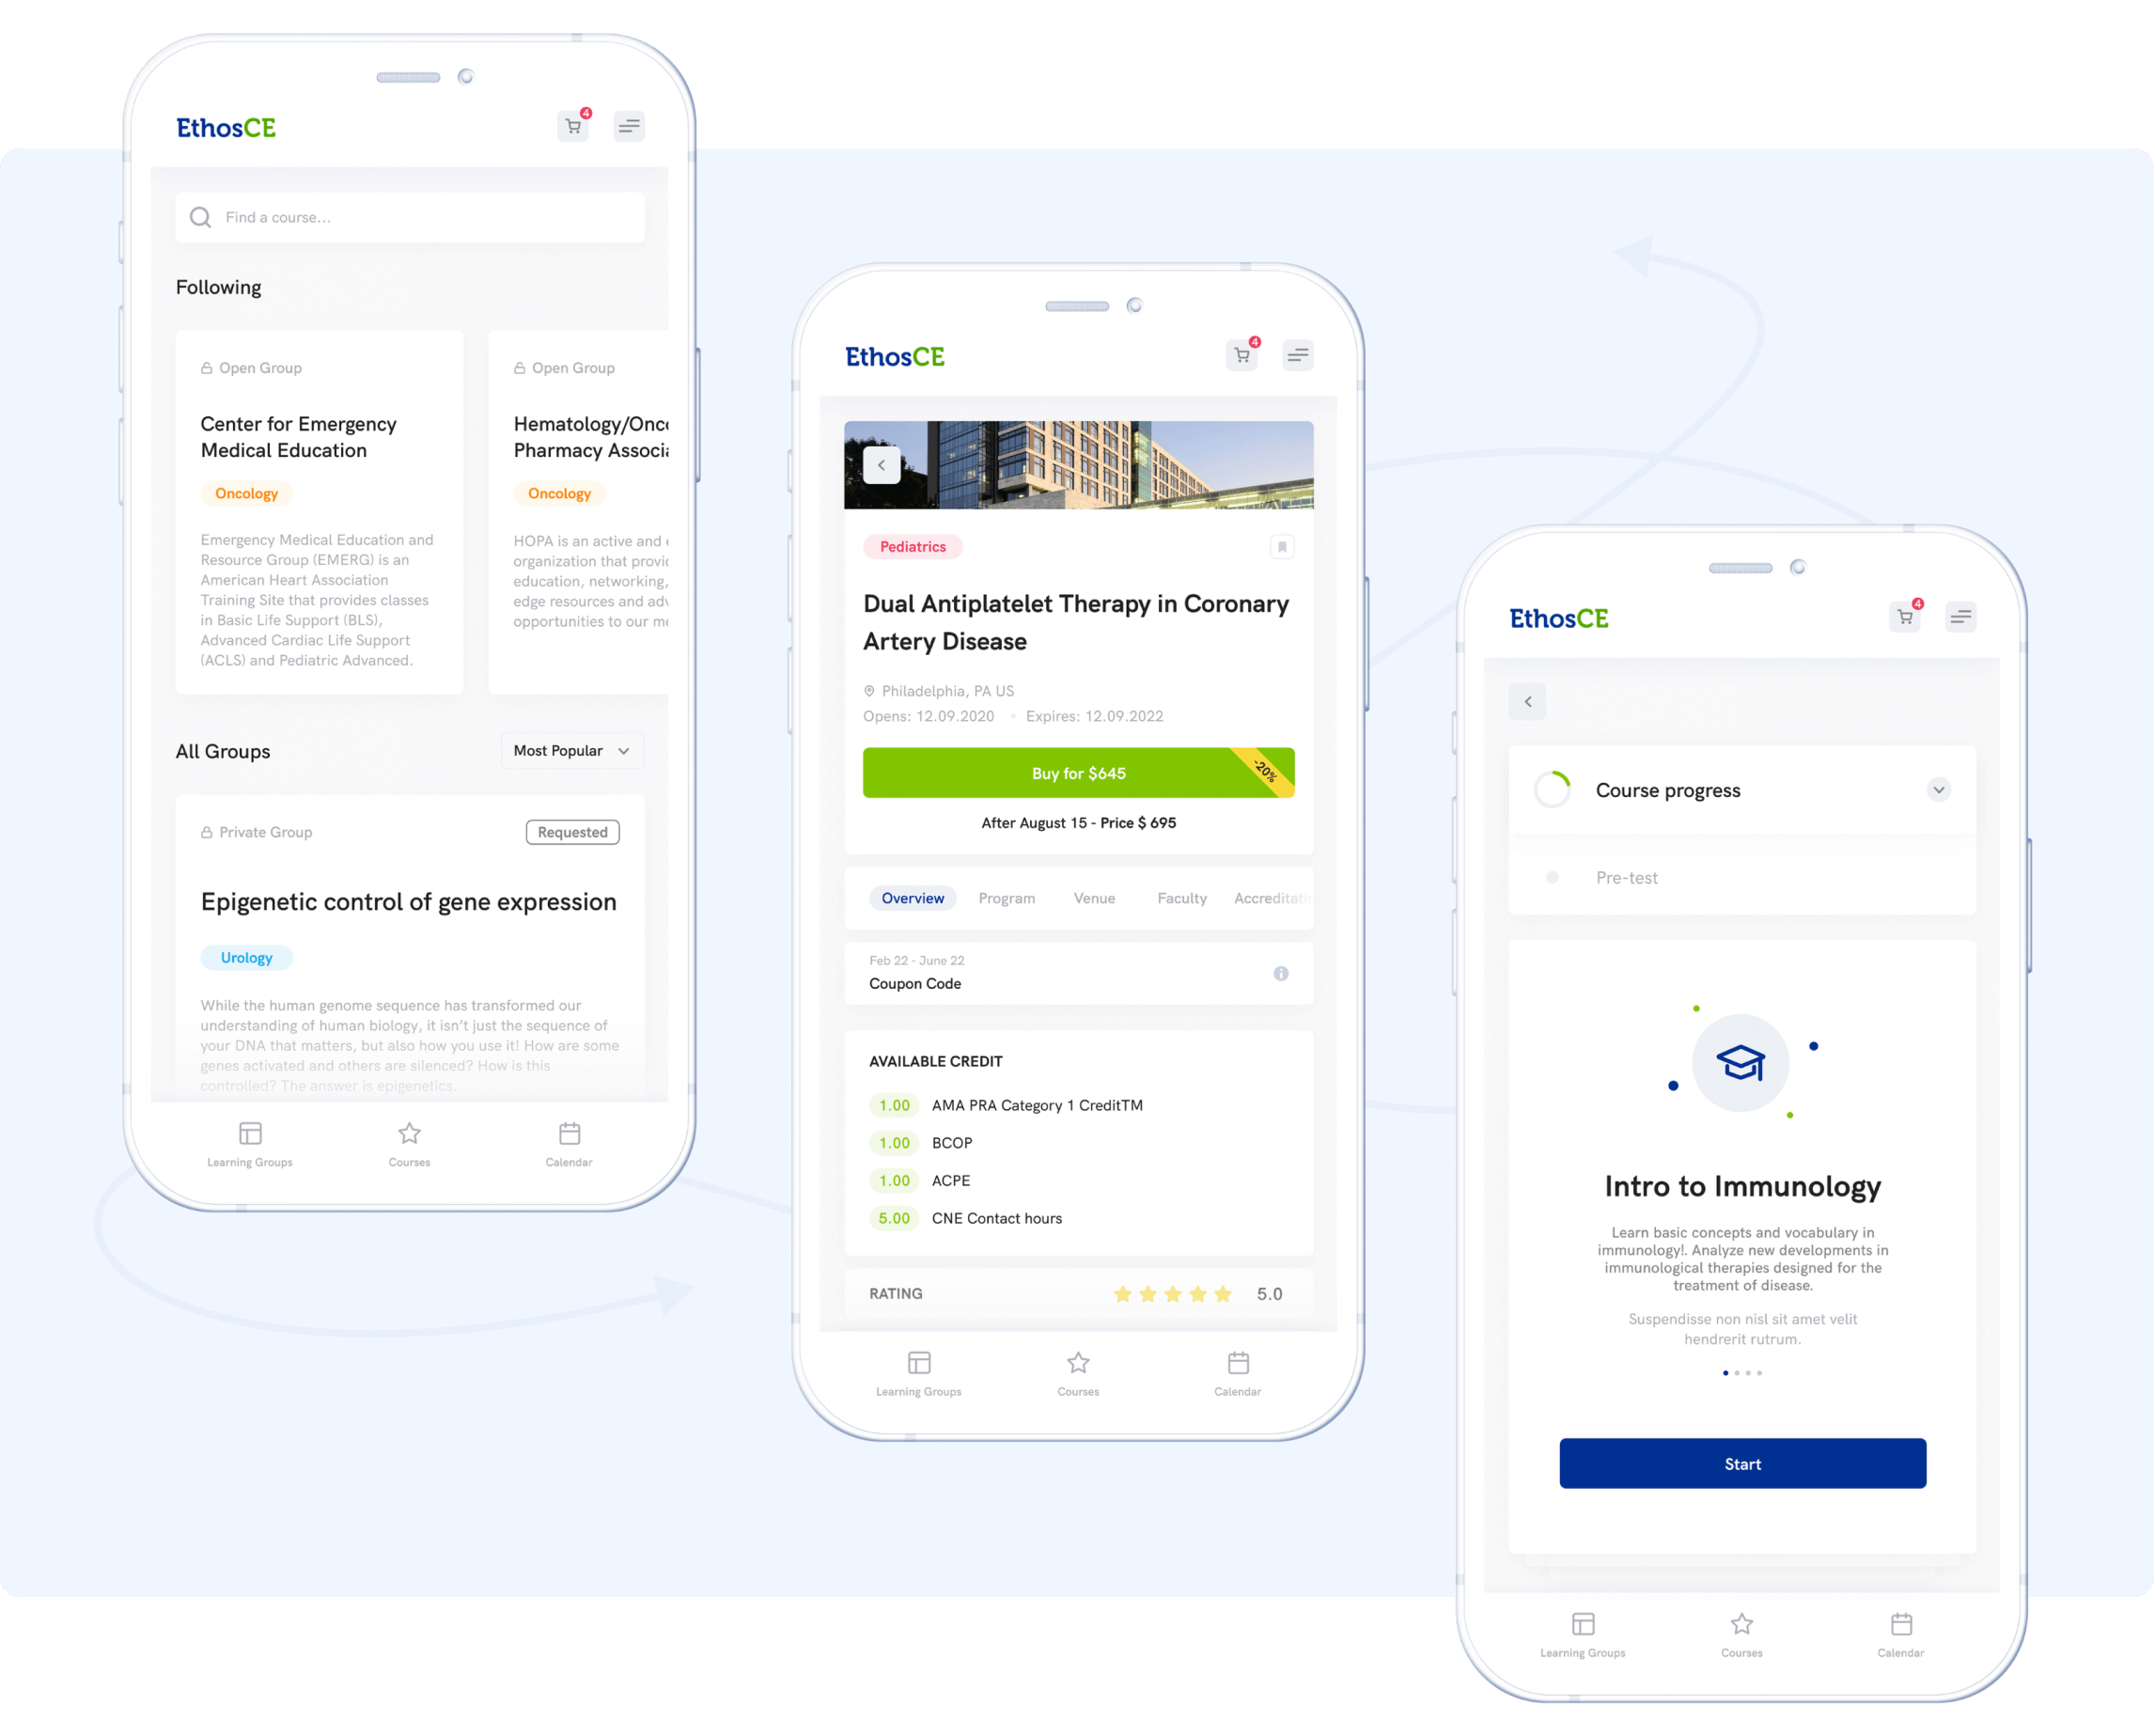 EthosCE
4
Find a course...
Following
Open Group
Center for Emergency
Medical Education
Oncology
Emergency Medical Education and
Resource Group (EMERG) is an
American Heart Association
Training Site that provides classes
in Basic Life Support (BLS),
Advanced Cardiac Life Support
(ACLS) and Pediatric Advanced.
Open Group
Hematology/Onc
Pharmacy Associa
Oncology
HOPA is an active and e
organization that provic
education, networking,
edge resources and adv
opportunities to our me
All Groups
Most Popular
Private Group
Requested
Epigenetic control of gene expression
Urology
While the human genome sequence has transformed our
understanding of human biology, it isn't just the sequence of
your DNA that matters, but also how you use it! How are some
genes activated and others are silenced? How is this
controlled? The answer is epigenetics.
Learning Groups
Courses
Calendar
EthosCE
4
Pediatrics
Dual Antiplatelet Therapy in Coronary
Artery Disease
Philadelphia, PA US
Opens: 12.09.2020 • Expires: 12.09.2022
Buy for $645
-20%
After August 15 - Price $ 695
Overview
Program
Venue
Faculty
Accreditati
Feb 22 - June 22
Coupon Code
AVAILABLE CREDIT
1.00 AMA PRA Category 1 CreditTM
1.00 BCOP
1.00 ACPE
5.00 CNE Contact hours
RATING 5.0
Learning Groups
Courses
Calendar
EthosCE
4
Course progress
Pre-test
Intro to Immunology
Learn basic concepts and vocabulary in
immunology!. Analyze new developments in
immunological therapies designed for the
treatment of disease.
Suspendisse non nisl sit amet velit
hendrerit rutrum.
Start
Learning Groups
Courses
Calendar